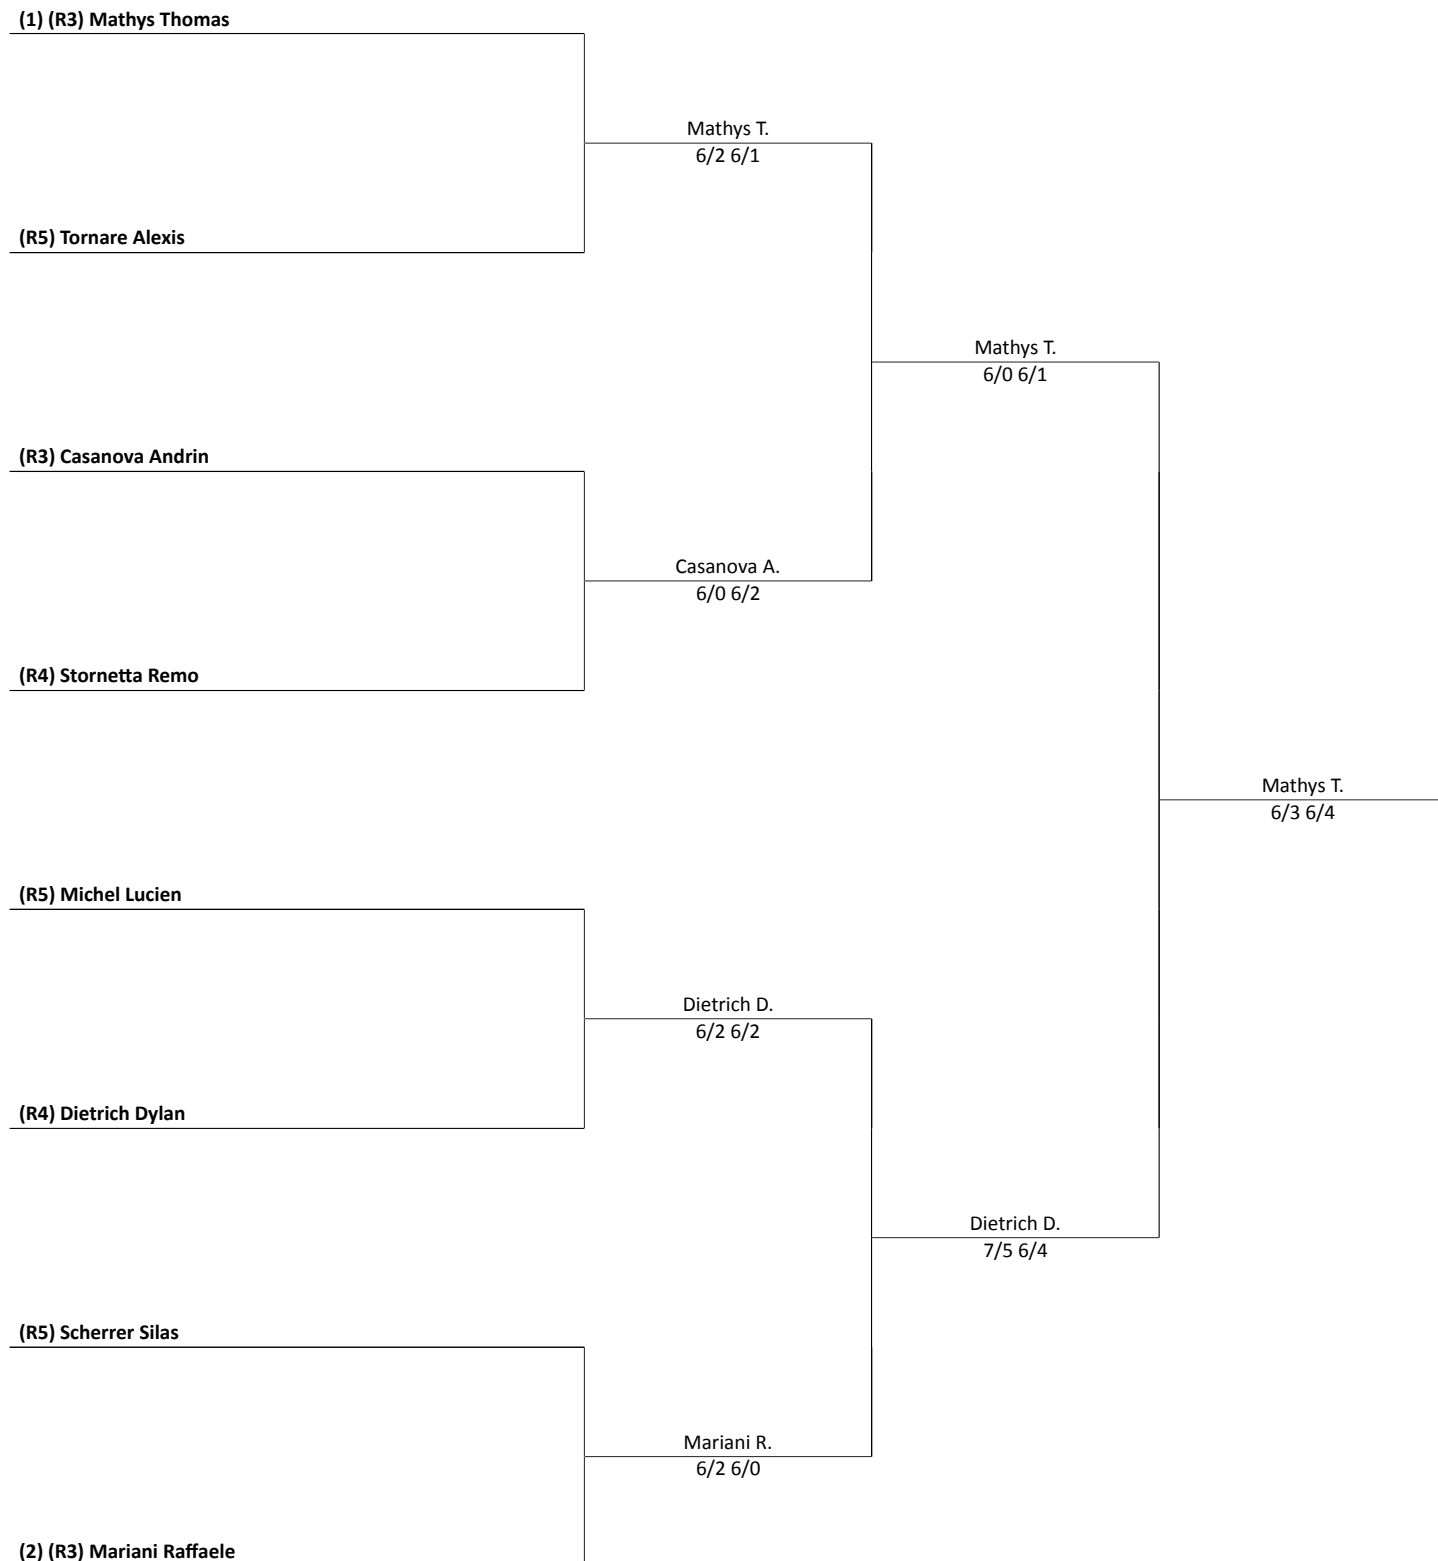 (1) (R3) Mathys Thomas
Mathys T.
6/2 6/1
(R5) Tornare Alexis
Mathys T.
6/0 6/1
(R3) Casanova Andrin
Casanova A.
6/0 6/2
(R4) Stornetta Remo
Mathys T.
6/3 6/4
(R5) Michel Lucien
Dietrich D.
6/2 6/2
(R4) Dietrich Dylan
Dietrich D.
7/5 6/4
(R5) Scherrer Silas
Mariani R.
6/2 6/0
(2) (R3) Mariani Raffaele